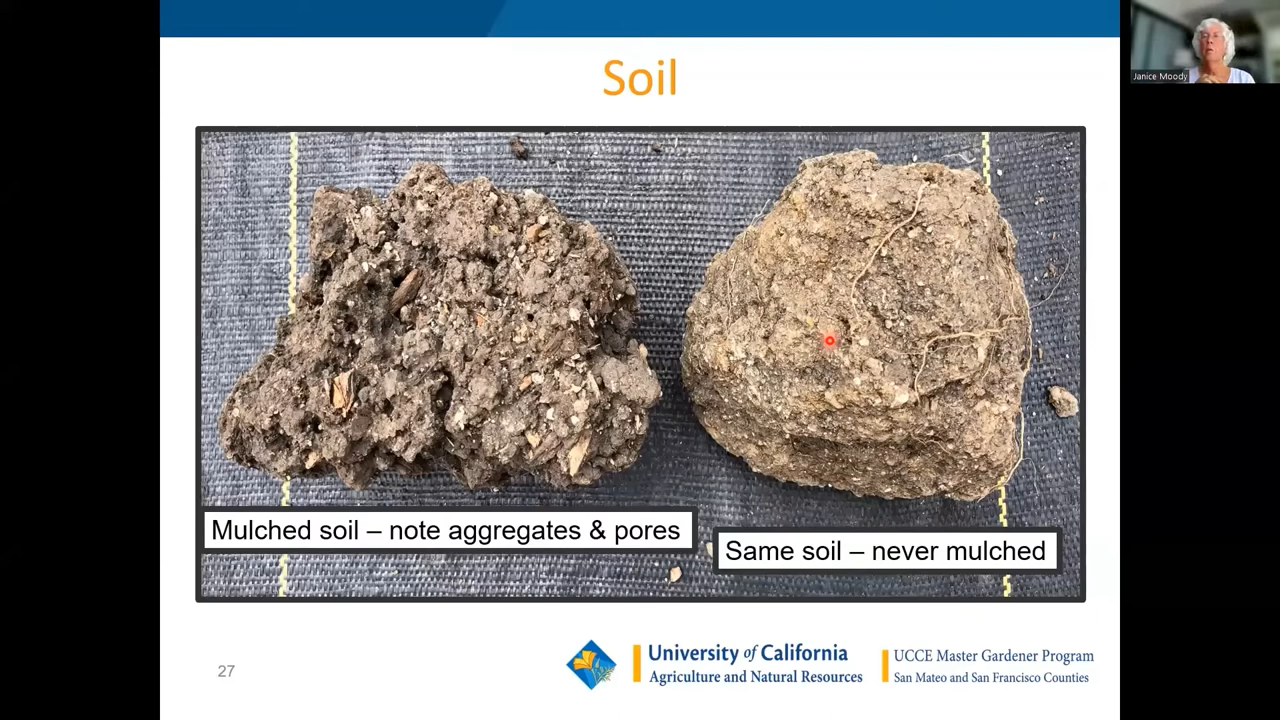 Soil
Janice Moody
Mulched soil – note aggregates & pores
Same soil – never mulched
27
University of California
Agriculture and Natural Resources
UCCE Master Gardener Program
San Mateo and San Francisco Counties